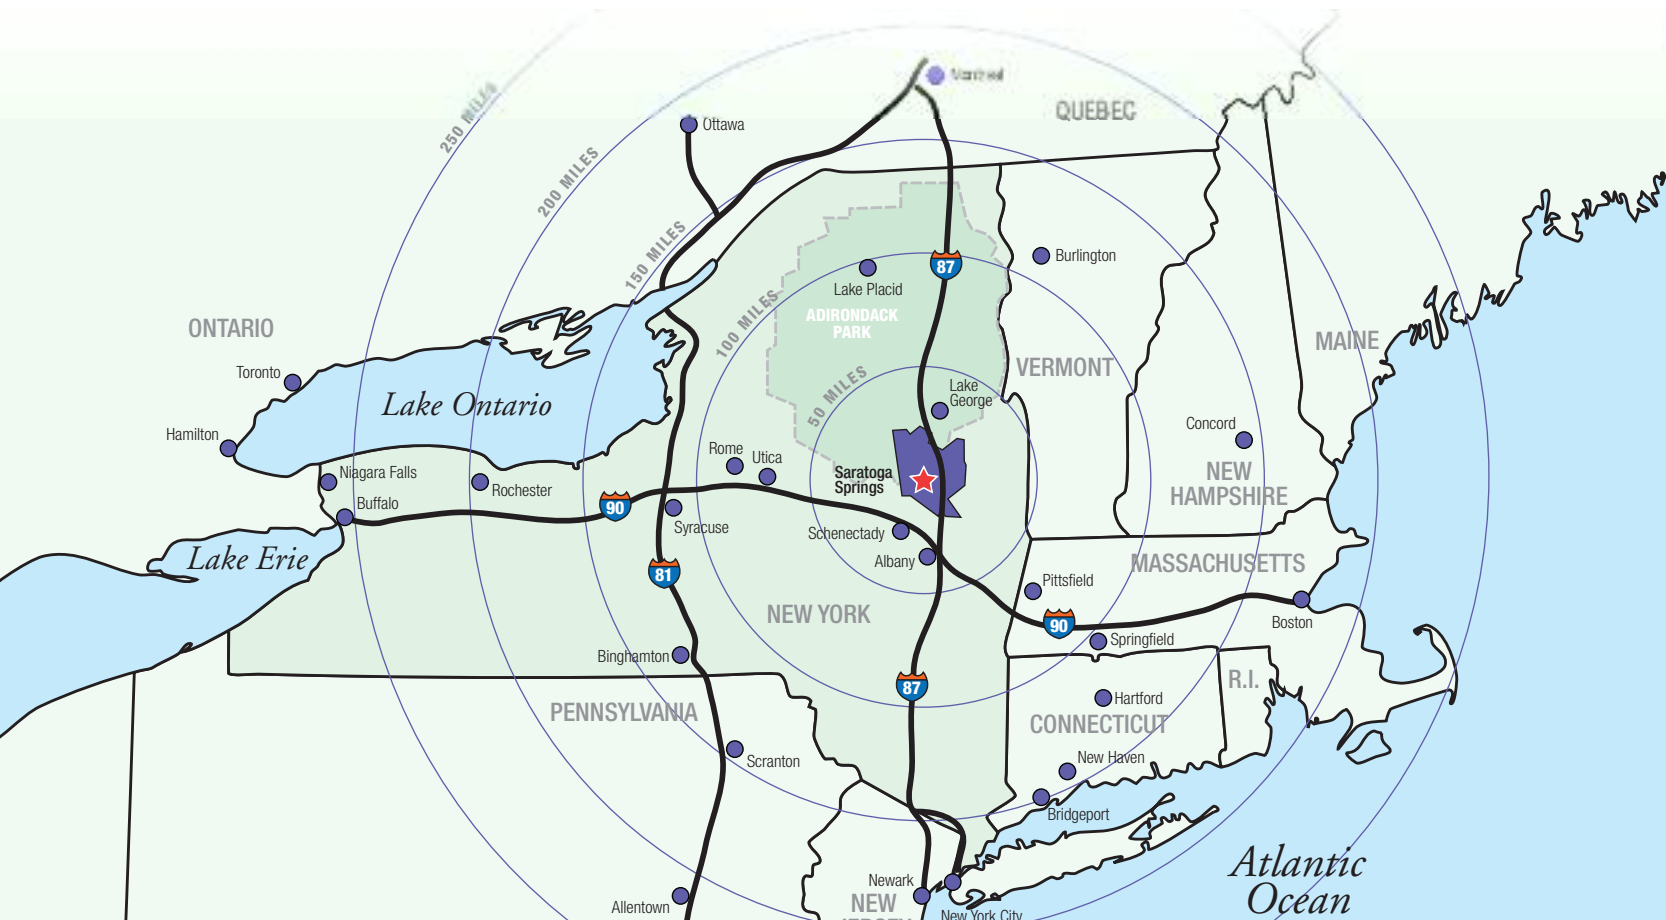 Montreal
250 MILES
QUEBEC
Ottawa
200 MILES
150 MILES
Burlington
87
Lake Placid
ADIRONDACK
PARK
100 MILES
ONTARIO
MAINE
Toronto
VERMONT
50 MILES
Lake
George
Lake Ontario
Hamilton
Concord
Rome
Utica
Niagara Falls
Saratoga
Springs
NEW
HAMPSHIRE
Rochester
Buffalo
90
Syracuse
Schenectady
Lake Erie
Albany
MASSACHUSETTS
81
Pittsfield
NEW YORK
90
Boston
Springfield
Binghamton
R.I.
87
Hartford
PENNSYLVANIA
CONNECTICUT
Scranton
New Haven
Bridgeport
Atlantic
Ocean
Newark
Allentown
NEW
JERSEY
New York City